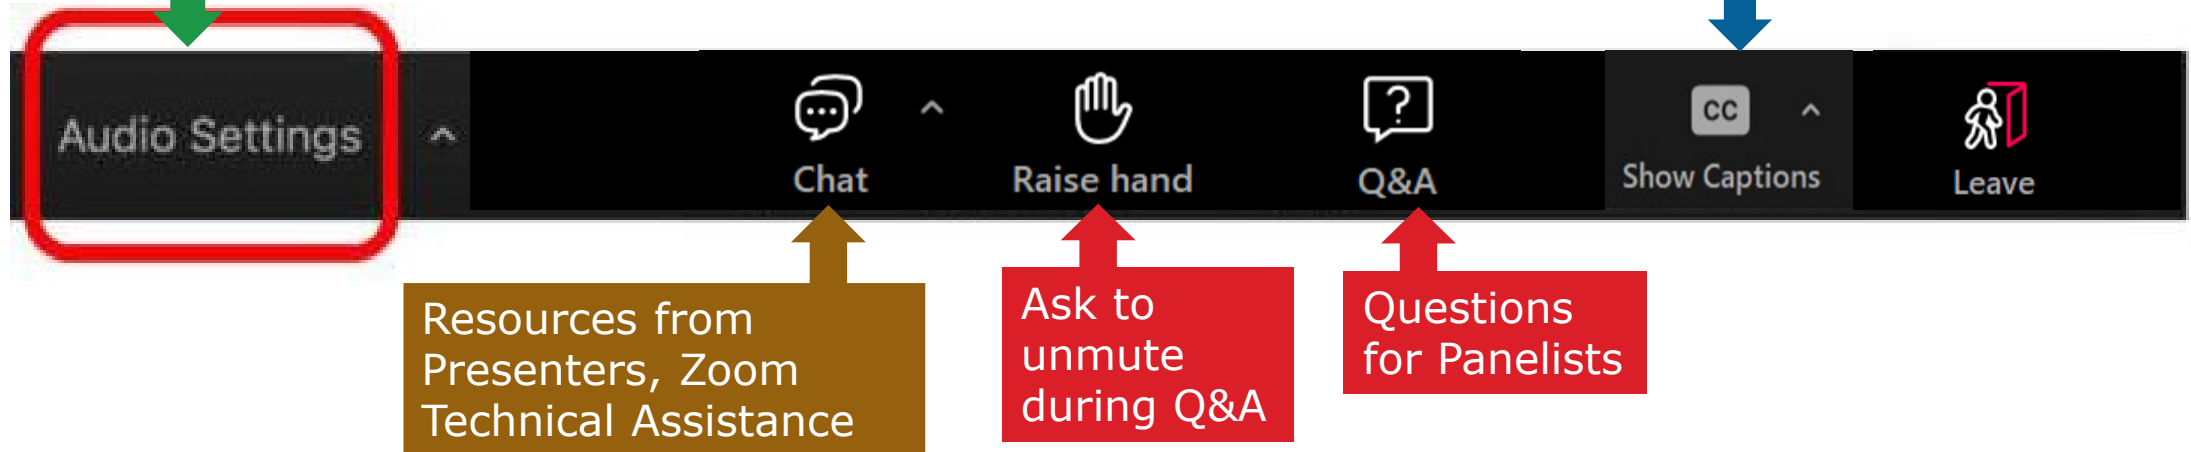 Audio Settings
Chat
Raise hand
?
Q&A
CC
Show Captions
Leave
Resources from
Presenters, Zoom
Technical Assistance
Ask to
unmute
during Q&A
Questions
for Panelists